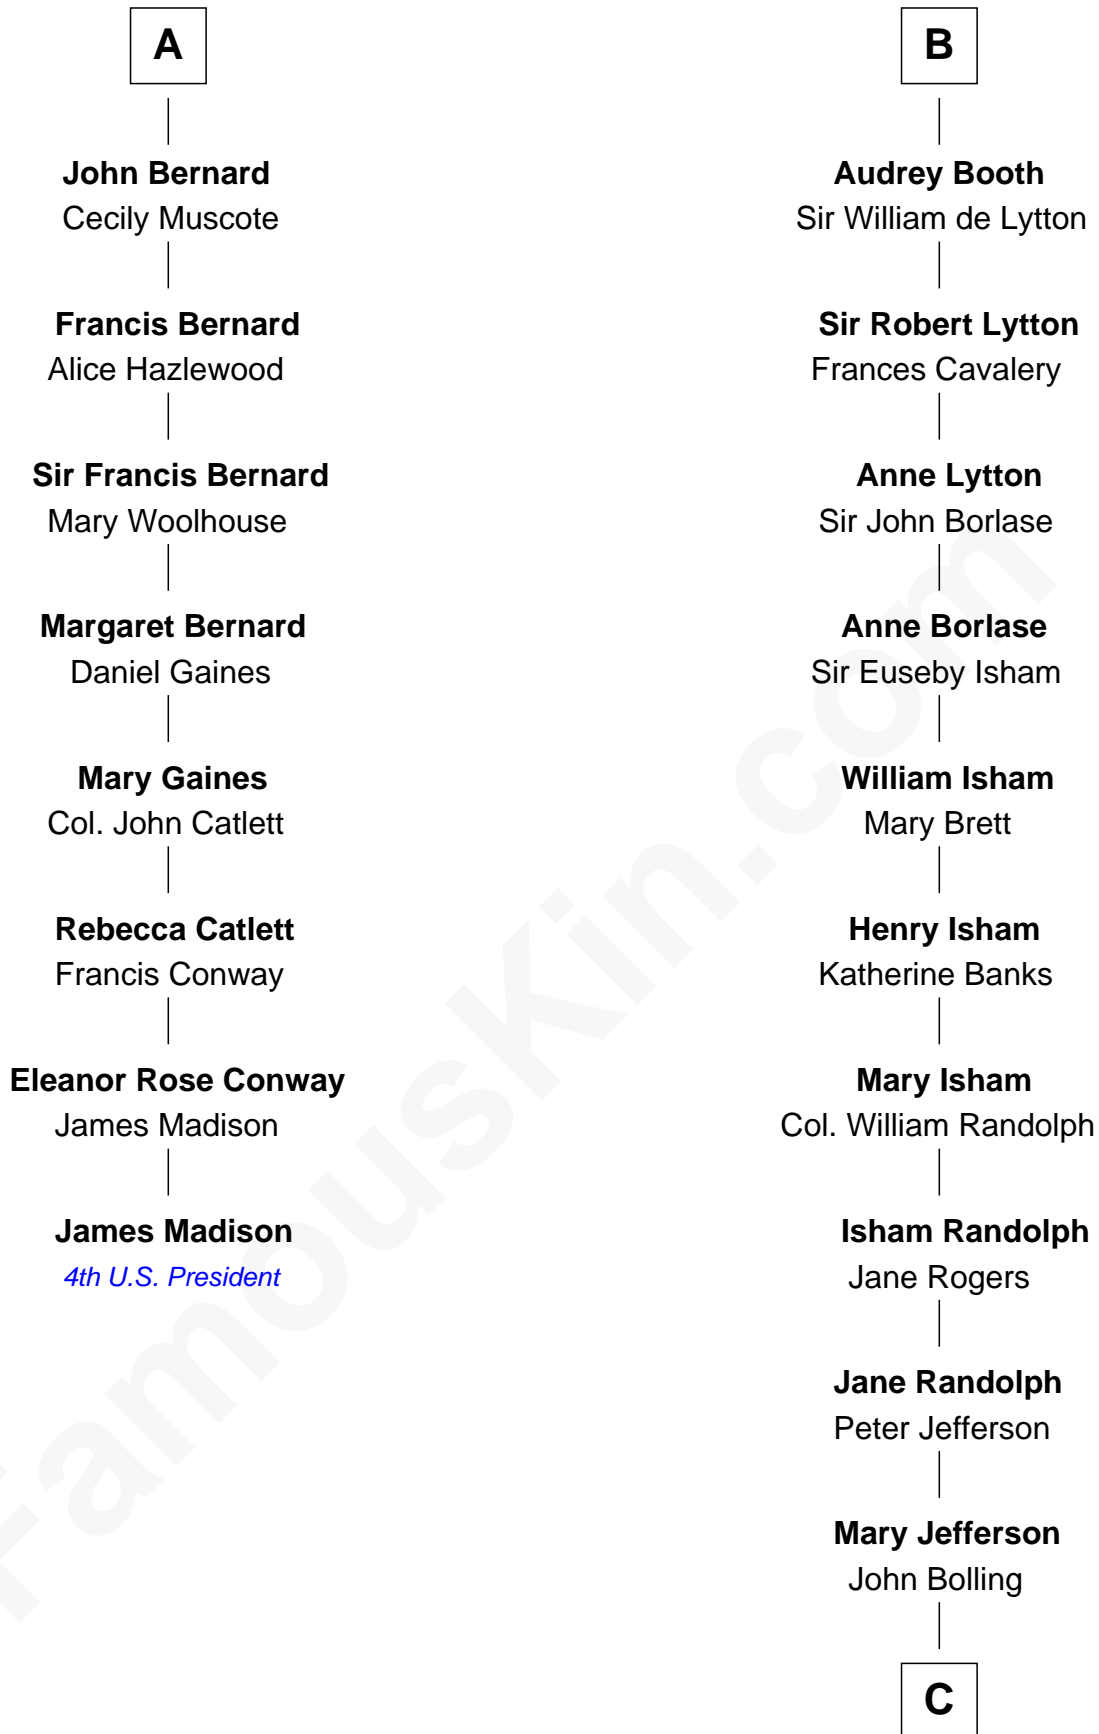 A
John Bernard
Cecily Muscote
Francis Bernard
Alice Hazlewood
Sir Francis Bernard
Mary Woolhouse
Margaret Bernard
Daniel Gaines
Mary Gaines
Col. John Catlett
Rebecca Catlett
Francis Conway
Eleanor Rose Conway
James Madison
James Madison
4th U.S. President
B
Audrey Booth
Sir William de Lytton
Sir Robert Lytton
Frances Cavalery
Anne Lytton
Sir John Borlase
Anne Borlase
Sir Euseby Isham
William Isham
Mary Brett
Henry Isham
Katherine Banks
Mary Isham
Col. William Randolph
Isham Randolph
Jane Rogers
Jane Randolph
Peter Jefferson
Mary Jefferson
John Bolling
C
FamousKin.com